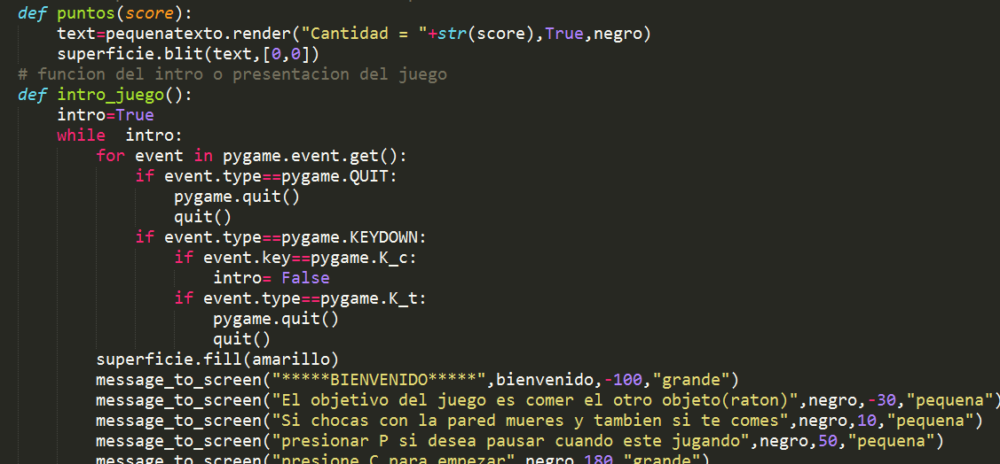 def puntos(score):
    text=pequenatexto.render("Cantidad = "+str(score),True,negro)
    superficie.blit(text,[0,0])
# funcion del intro o presentacion del juego
def intro_juego():
    intro=True
    while  intro:
        for event in pygame.event.get():
            if event.type==pygame.QUIT:
                pygame.quit()
                quit()
            if event.type==pygame.KEYDOWN:
                if event.key==pygame.K_c:
                    intro= False
                if event.type==pygame.K_t:
                    pygame.quit()
                    quit()
        superficie.fill(amarillo)
        message_to_screen("*****BIENVENIDO*****",bienvenido,-100,"grande")
        message_to_screen("El objetivo del juego es comer el otro objeto(raton)",negro,-30,"pequena")
        message_to_screen("Si chocas con la pared mueres y tambien si te comes",negro,10,"pequena")
        message_to_screen("presionar P si desea pausar cuando este jugando",negro,50,"pequena")
        message_to_screen("presione C para empezar",negro,180,"grande")